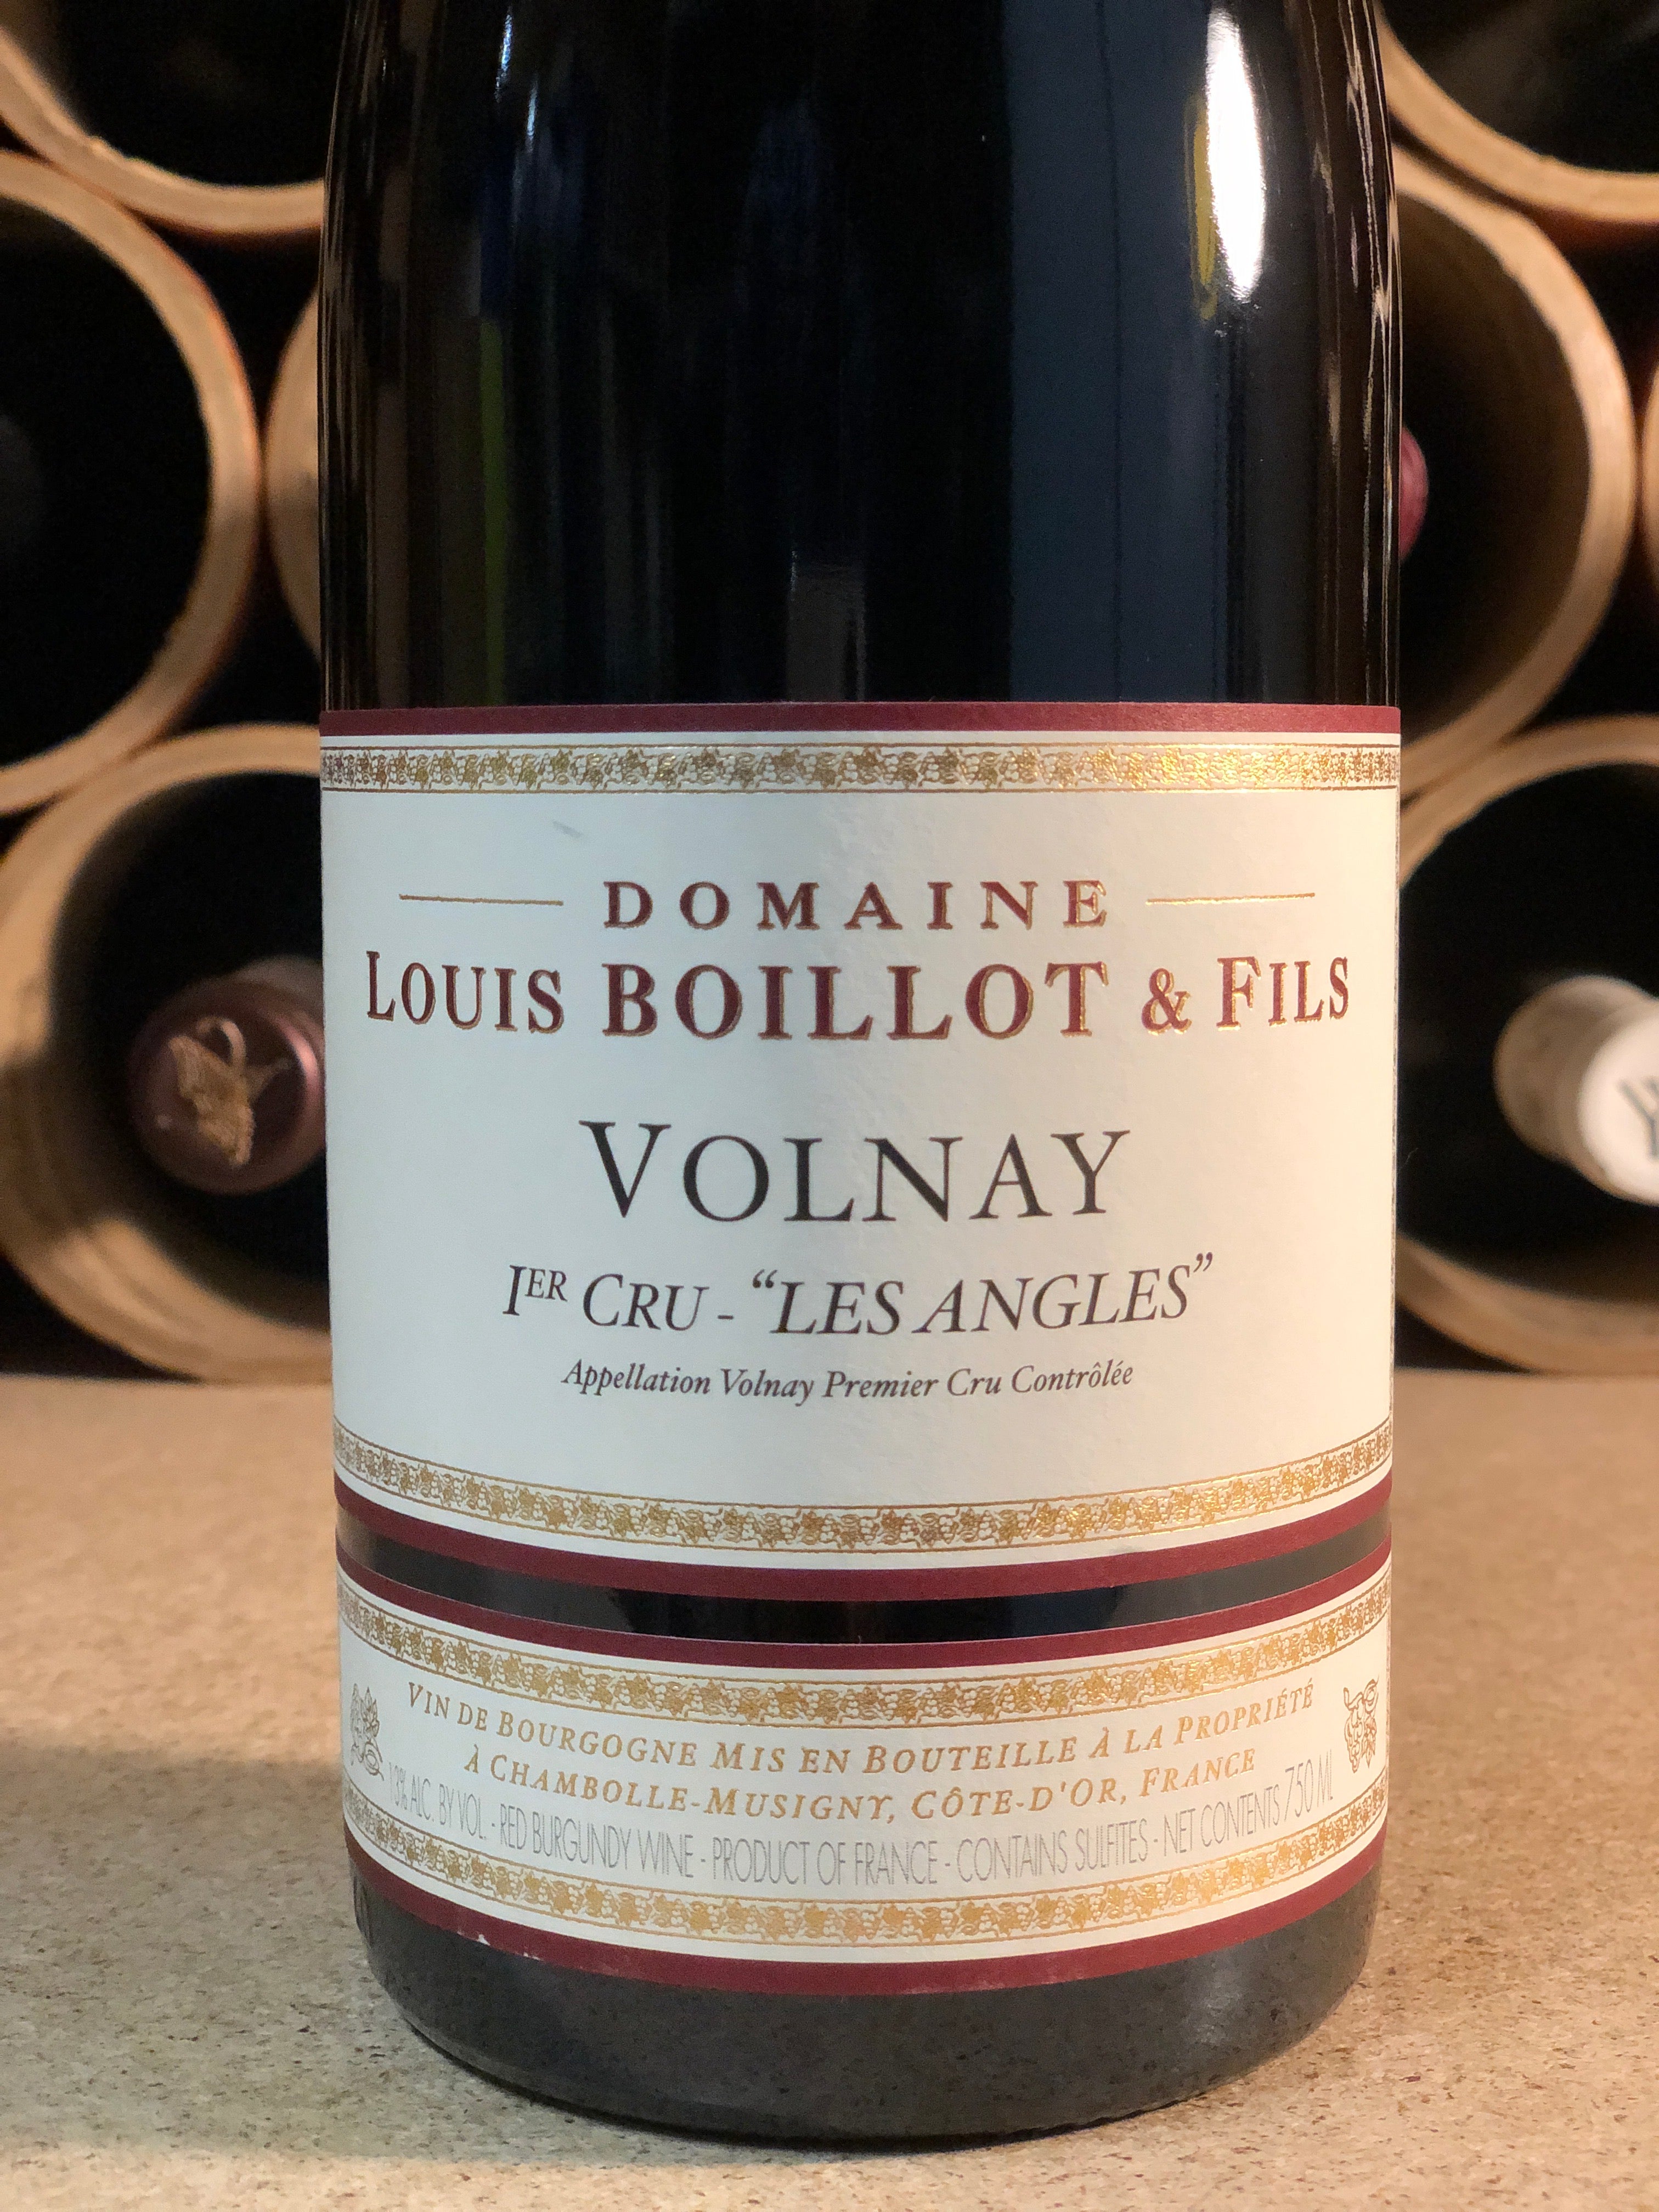 DOMAINE
LOUIS BOILLOT & FILS
VOLNAY
IER CRU - “LES ANGLES”
Appellation Volnay Premier Cru Contrôlée
VIN DE BOURGOGNE MIS EN BOUTEILLE À LA PROPRIÉTÉ
À CHAMBOLLE-MUSIGNY, CÔTE-D'OR, FRANCE
13% ALC. BY VOL. - RED BURGUNDY WINE - PRODUCT OF FRANCE - CONTAINS SULFITES - NET CONTENTS 750 ML